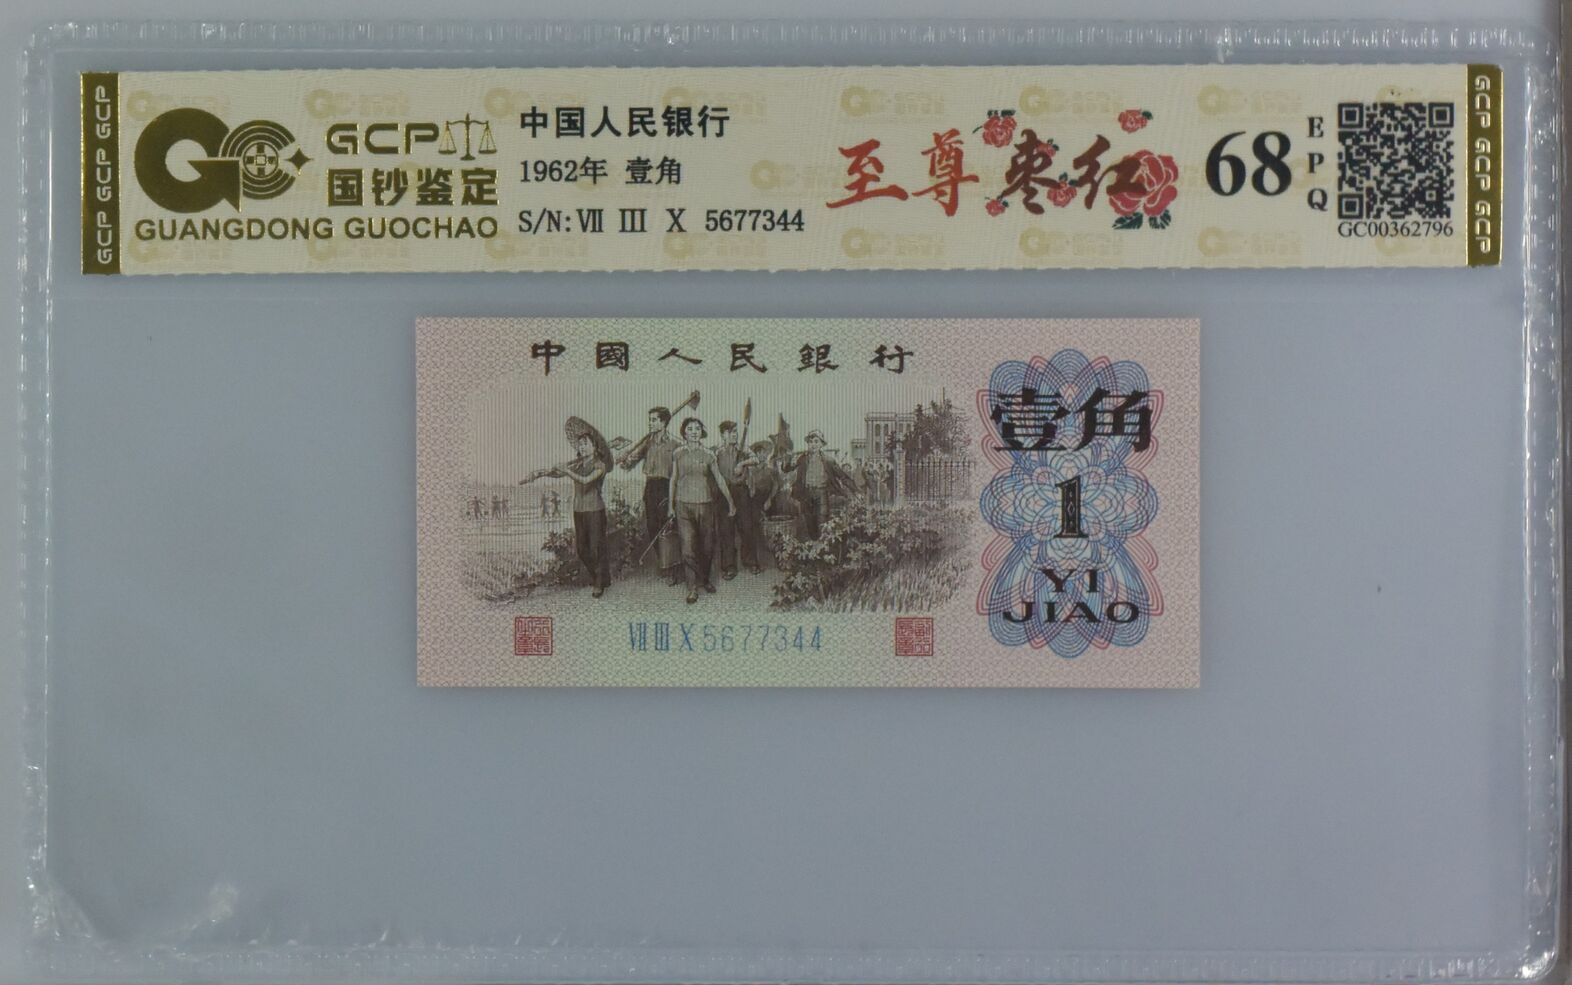 GCP GCP GCP
GCP
国钞鉴定
GUANGDONG GUOCHAO
中国人民银行
1962年 壹角
S/N: Ⅶ Ⅲ Ⅹ 5677344
至尊枣红
68
E
P
Q
GC00362796
GCP GCP GCP
中國人民銀行
壹角
1
YI
JIAO
Ⅶ Ⅲ Ⅹ 5677344